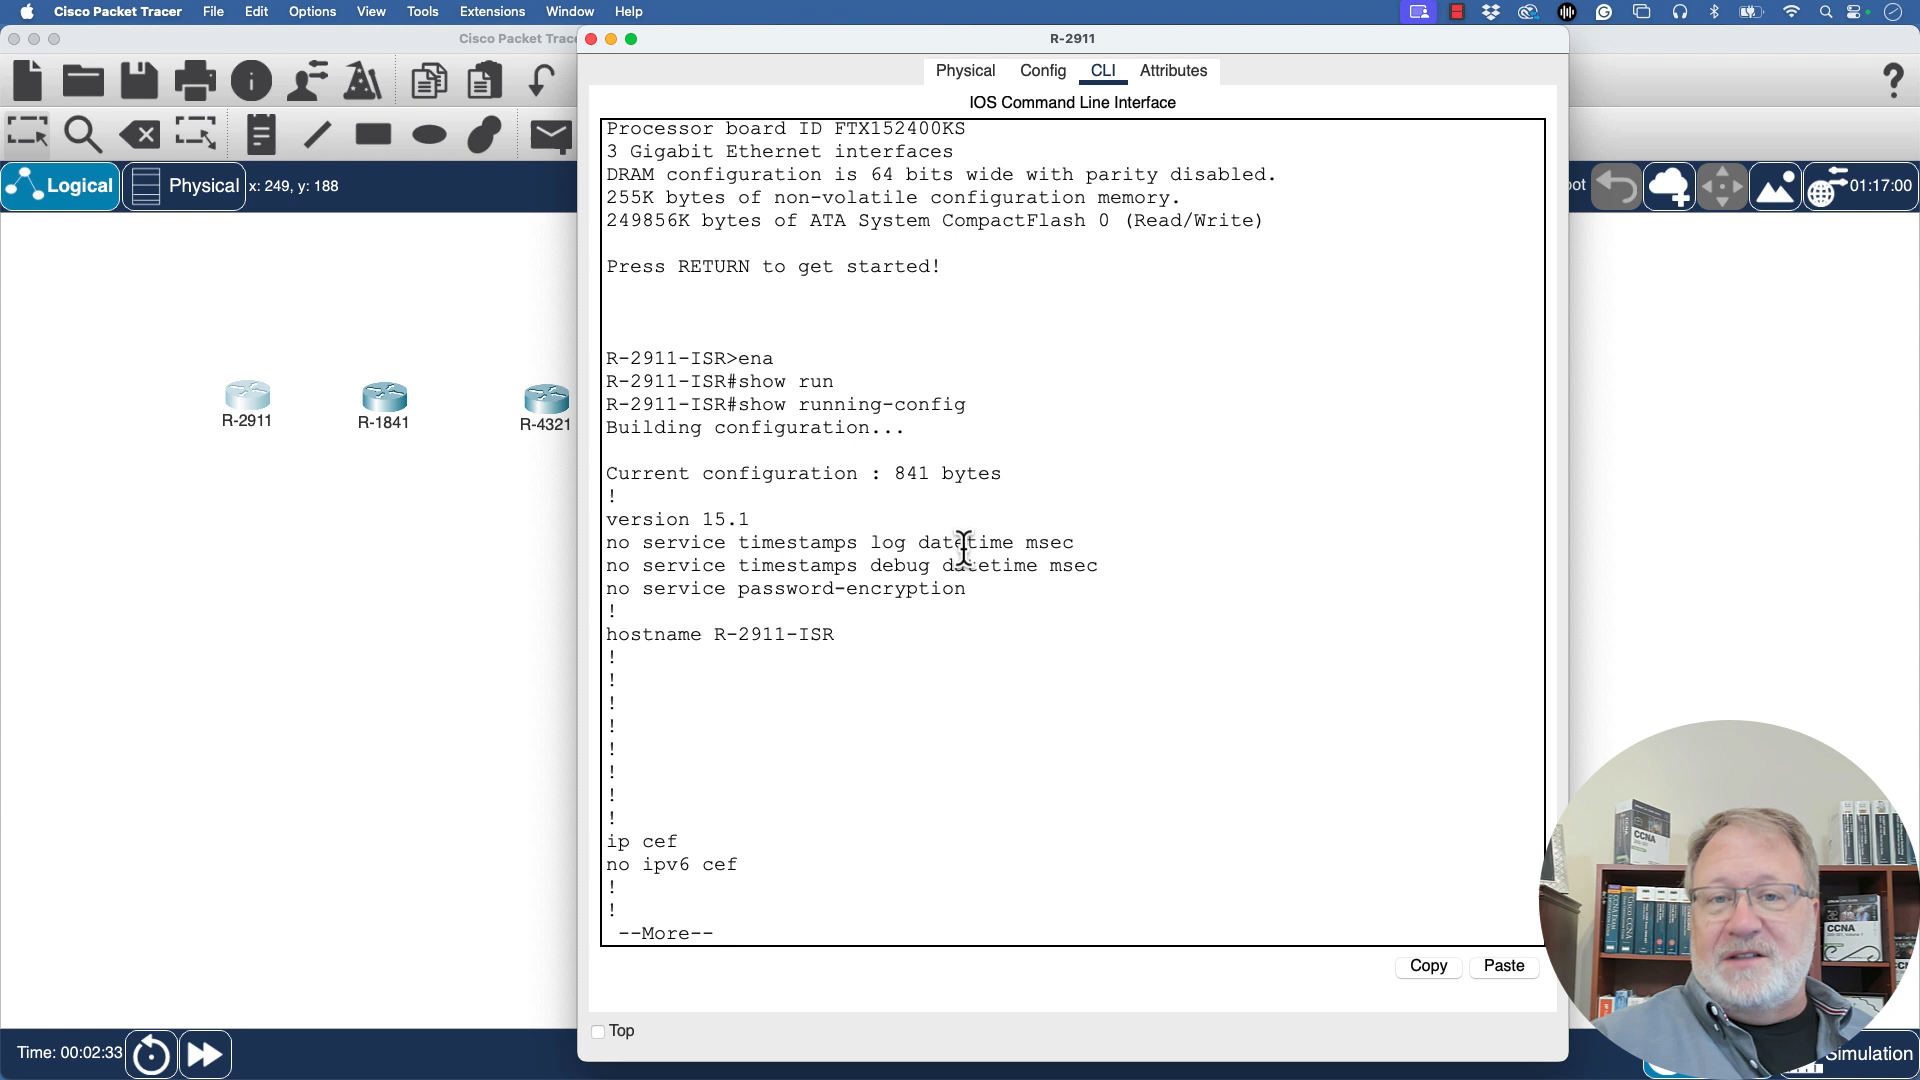 Cisco Packet Tracer File Edit Options View Tools Extensions Window Help
Cisco Packet Trace
R-2911
Physical Config CLI Attributes
IOS Command Line Interface
Logical
Physical
x: 249, y: 188
oot
01:17:00
R-2911
R-1841
R-4321
Processor board ID FTX152400KS
3 Gigabit Ethernet interfaces
DRAM configuration is 64 bits wide with parity disabled.
255K bytes of non-volatile configuration memory.
249856K bytes of ATA System CompactFlash 0 (Read/Write)
Press RETURN to get started!
R-2911-ISR>ena
R-2911-ISR#show run
R-2911-ISR#show running-config
Building configuration...
Current configuration : 841 bytes
!
version 15.1
no service timestamps log datetime msec
no service timestamps debug datetime msec
no service password-encryption
!
hostname R-2911-ISR
!
!
!
!
!
!
!
!
ip cef
no ipv6 cef
!
!
--More--
Copy Paste
Top
Time: 00:02:33
Simulation
CCNA
CCNA